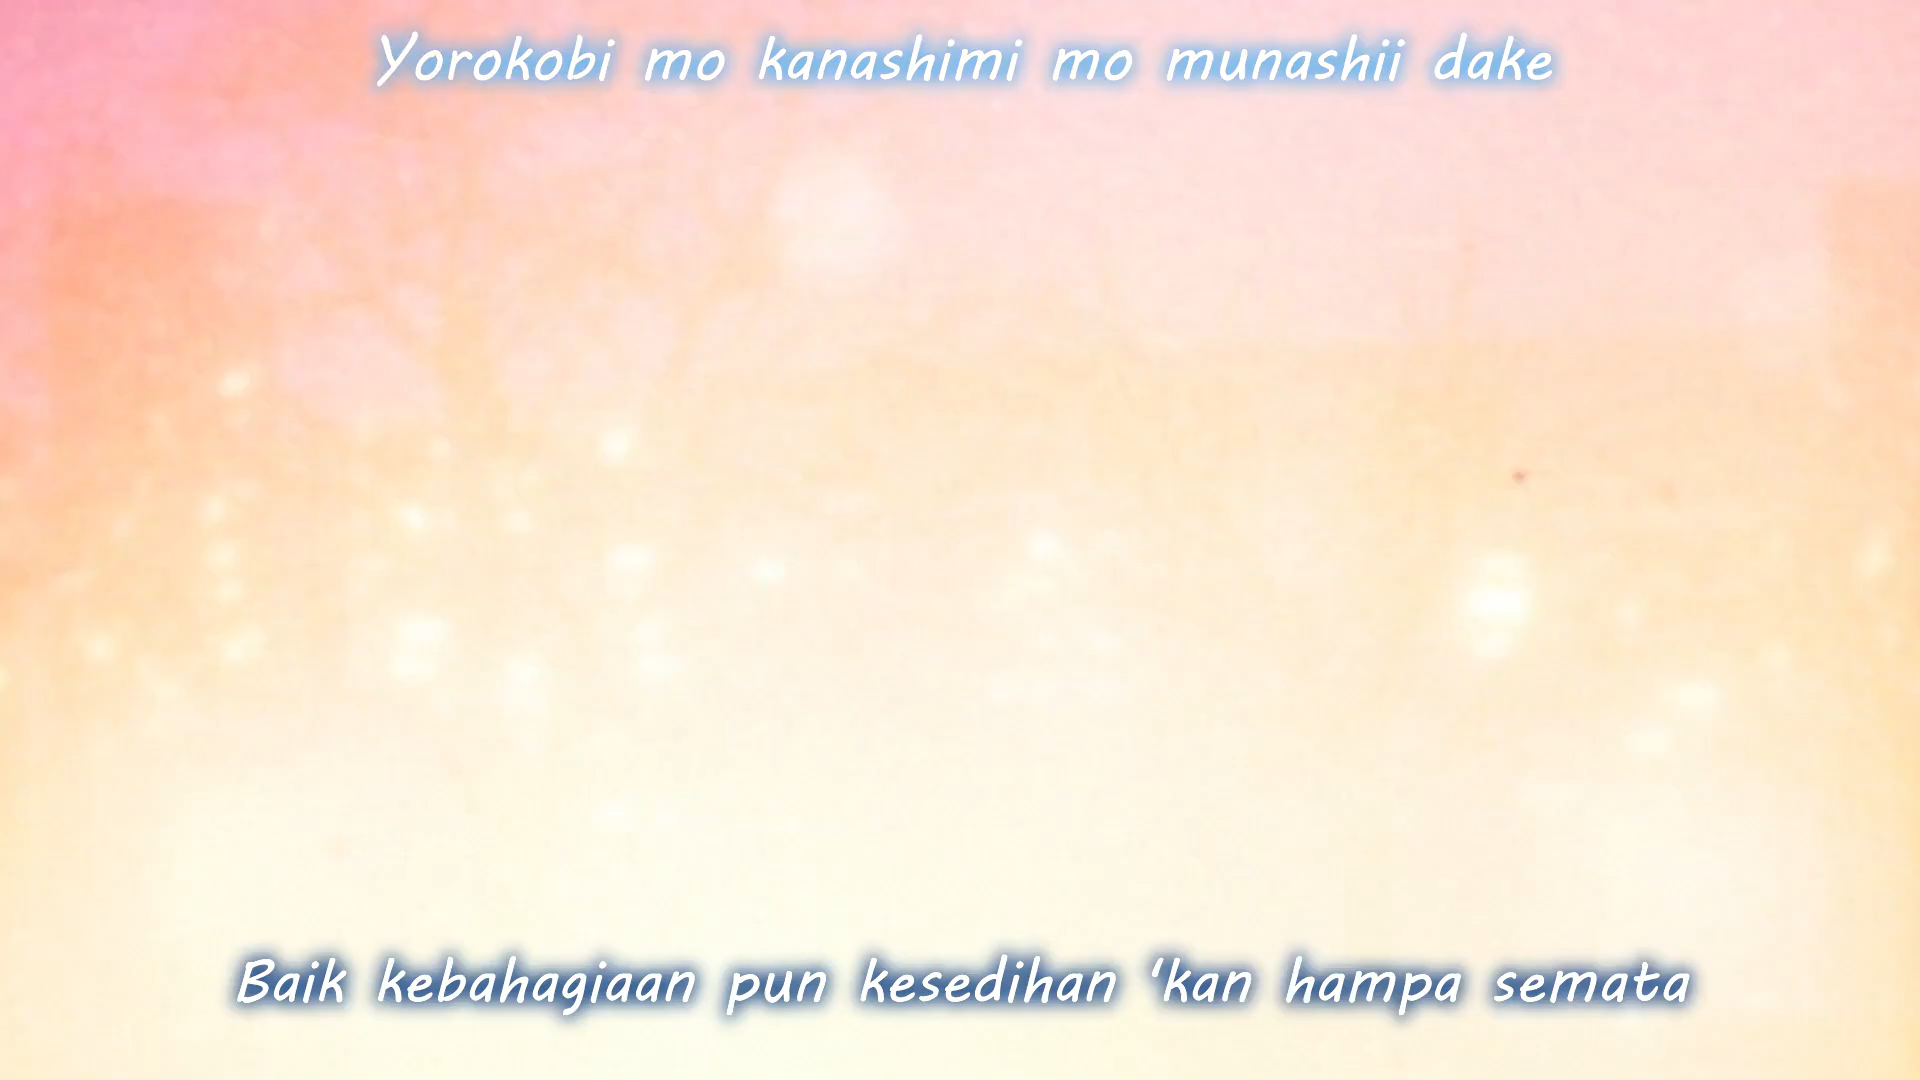 Yorokobi mo kanashimi mo munashii dake
Baik kebahagiaan pun kesedihan ‘kan hampa semata